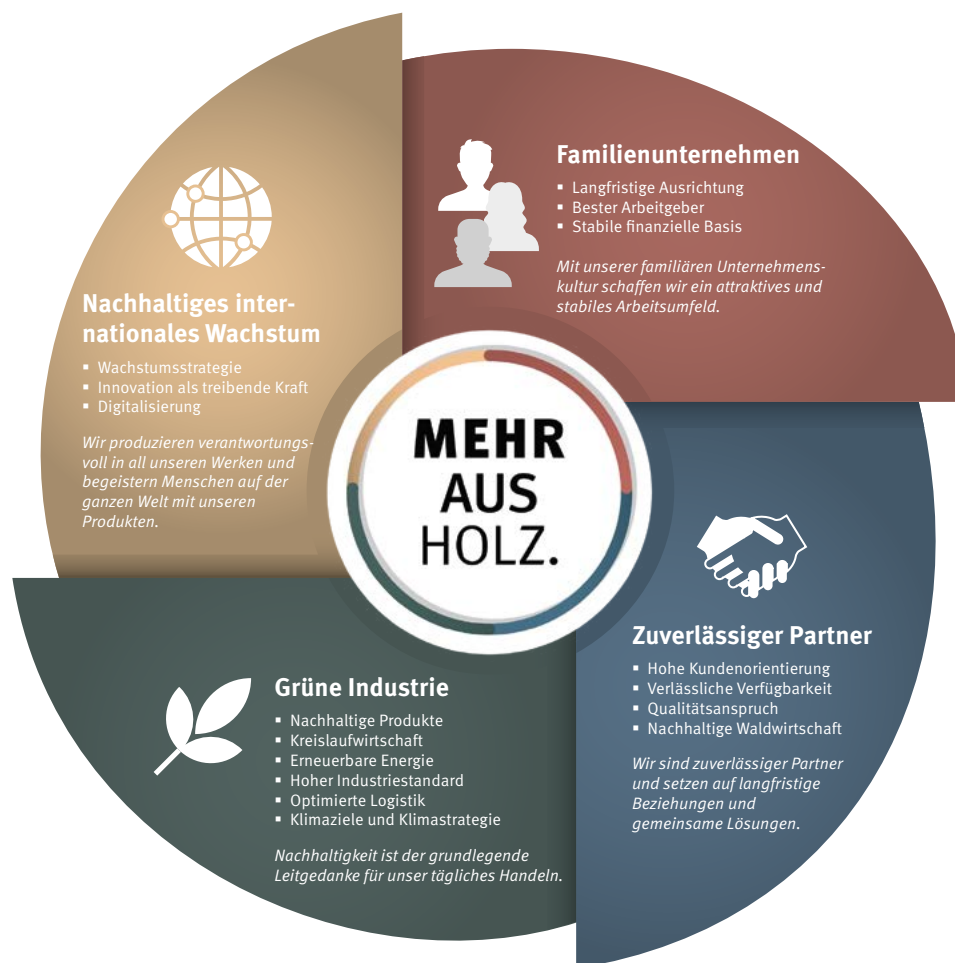 Familienunternehmen
▪ Langfristige Ausrichtung
▪ Bester Arbeitgeber
▪ Stabile finanzielle Basis
Mit unserer familiären Unternehmens-
kultur schaffen wir ein attraktives und
stabiles Arbeitsumfeld.
Nachhaltiges inter-
nationales Wachstum
▪ Wachstumsstrategie
▪ Innovation als treibende Kraft
▪ Digitalisierung
Wir produzieren verantwortungs-
voll in all unseren Werken und
begeistern Menschen auf der
ganzen Welt mit unseren
Produkten.
MEHR
AUS
HOLZ.
Zuverlässiger Partner
▪ Hohe Kundenorientierung
▪ Verlässliche Verfügbarkeit
▪ Qualitätsanspruch
▪ Nachhaltige Waldwirtschaft
Wir sind zuverlässiger Partner
und setzen auf langfristige
Beziehungen und
gemeinsame Lösungen.
Grüne Industrie
▪ Nachhaltige Produkte
▪ Kreislaufwirtschaft
▪ Erneuerbare Energie
▪ Hoher Industriestandard
▪ Optimierte Logistik
▪ Klimaziele und Klimastrategie
Nachhaltigkeit ist der grundlegende
Leitgedanke für unser tägliches Handeln.